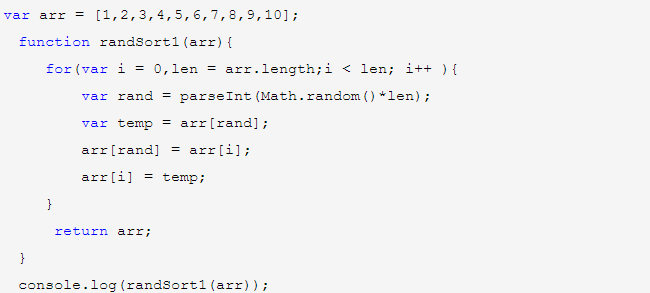 var arr = [1,2,3,4,5,6,7,8,9,10];
function randSort1(arr){
for(var i = 0,len = arr.length;i < len; i++ ){
var rand = parseInt(Math.random()*len);
var temp = arr[rand];
arr[rand] = arr[i];
arr[i] = temp;
}
return arr;
}
console.log(randSort1(arr));